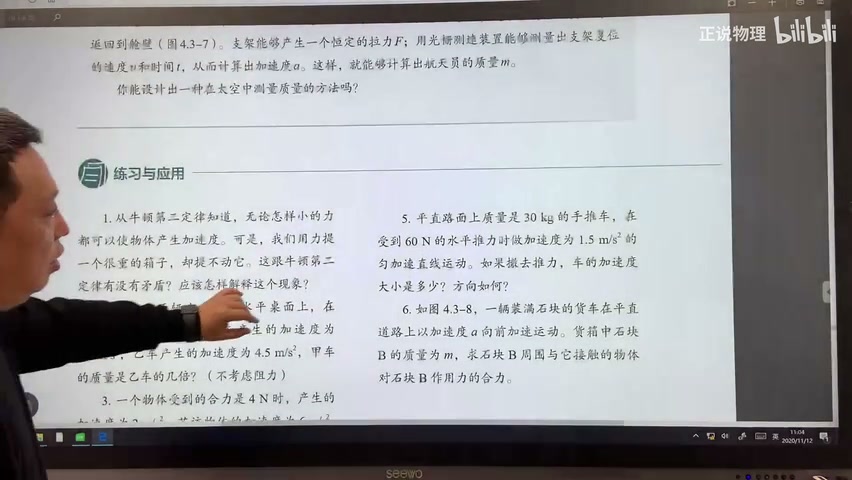 正说物理 bilibili
返回到舱壁（图4.3-7）。支架能够产生一个恒定的拉力F；用光栅测速装置能够测量出支架复位
的速度v和时间t，从而计算出加速度a。这样，就能够计算出航天员的质量m。
你能设计出一种在太空中测量质量的方法吗？
练习与应用
1. 从牛顿第二定律知道，无论怎样小的力
都可以使物体产生加速度。可是，我们用力提
一个很重的箱子，却提不动它。这跟牛顿第二
定律有没有矛盾？应该怎样解释这个现象？
水平桌面上，在
产生的加速度为
乙车产生的加速度为 4.5 m/s²，甲车
的质量是乙车的几倍？（不考虑阻力）
3. 一个物体受到的合力是 4 N 时，产生的
5. 平直路面上质量是 30 kg 的手推车，在
受到 60 N 的水平推力时做加速度为 1.5 m/s² 的
匀加速直线运动。如果撤去推力，车的加速度
大小是多少？方向如何？
6. 如图 4.3-8，一辆装满石块的货车在平直
道路上以加速度 a 向前加速运动。货箱中石块
B 的质量为 m，求石块 B 周围与它接触的物体
对石块 B 作用力的合力。
英
11:04
2020/11/12
seewo